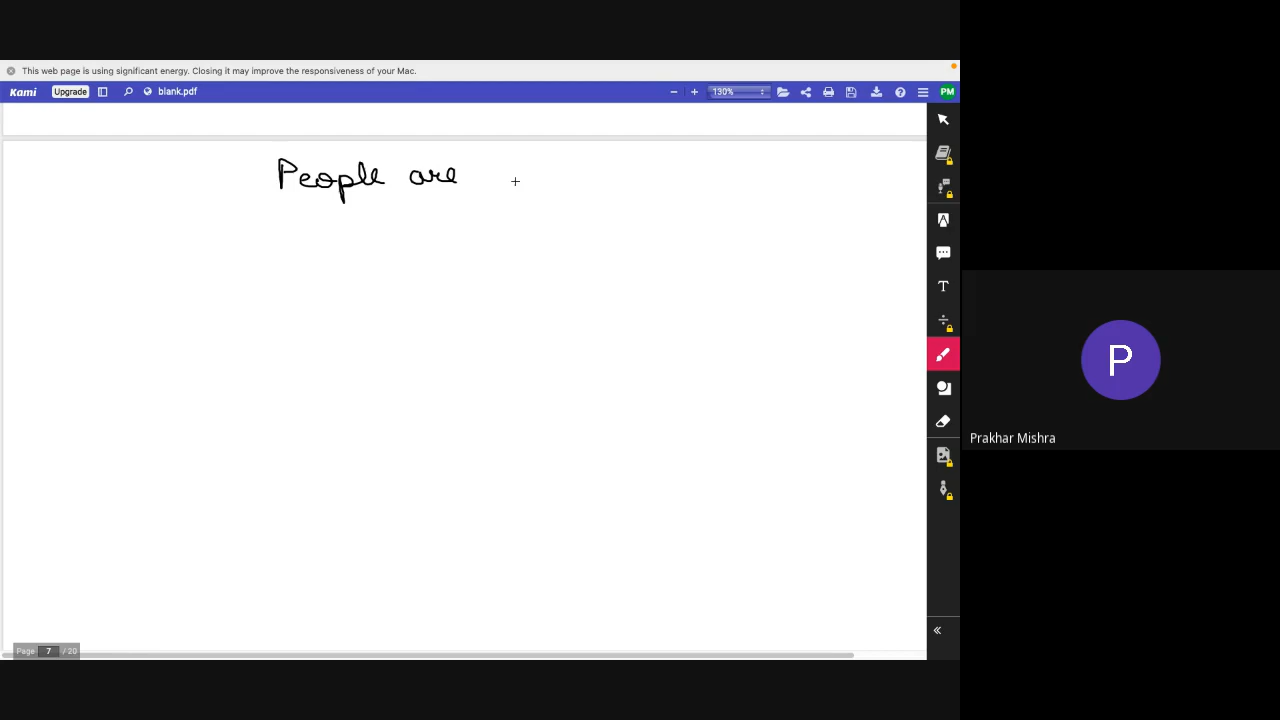 This web page is using significant energy. Closing it may improve the responsiveness of your Mac.
Kami Upgrade blank.pdf 130% PM
People are
T
P
Prakhar Mishra
Page 7 / 20